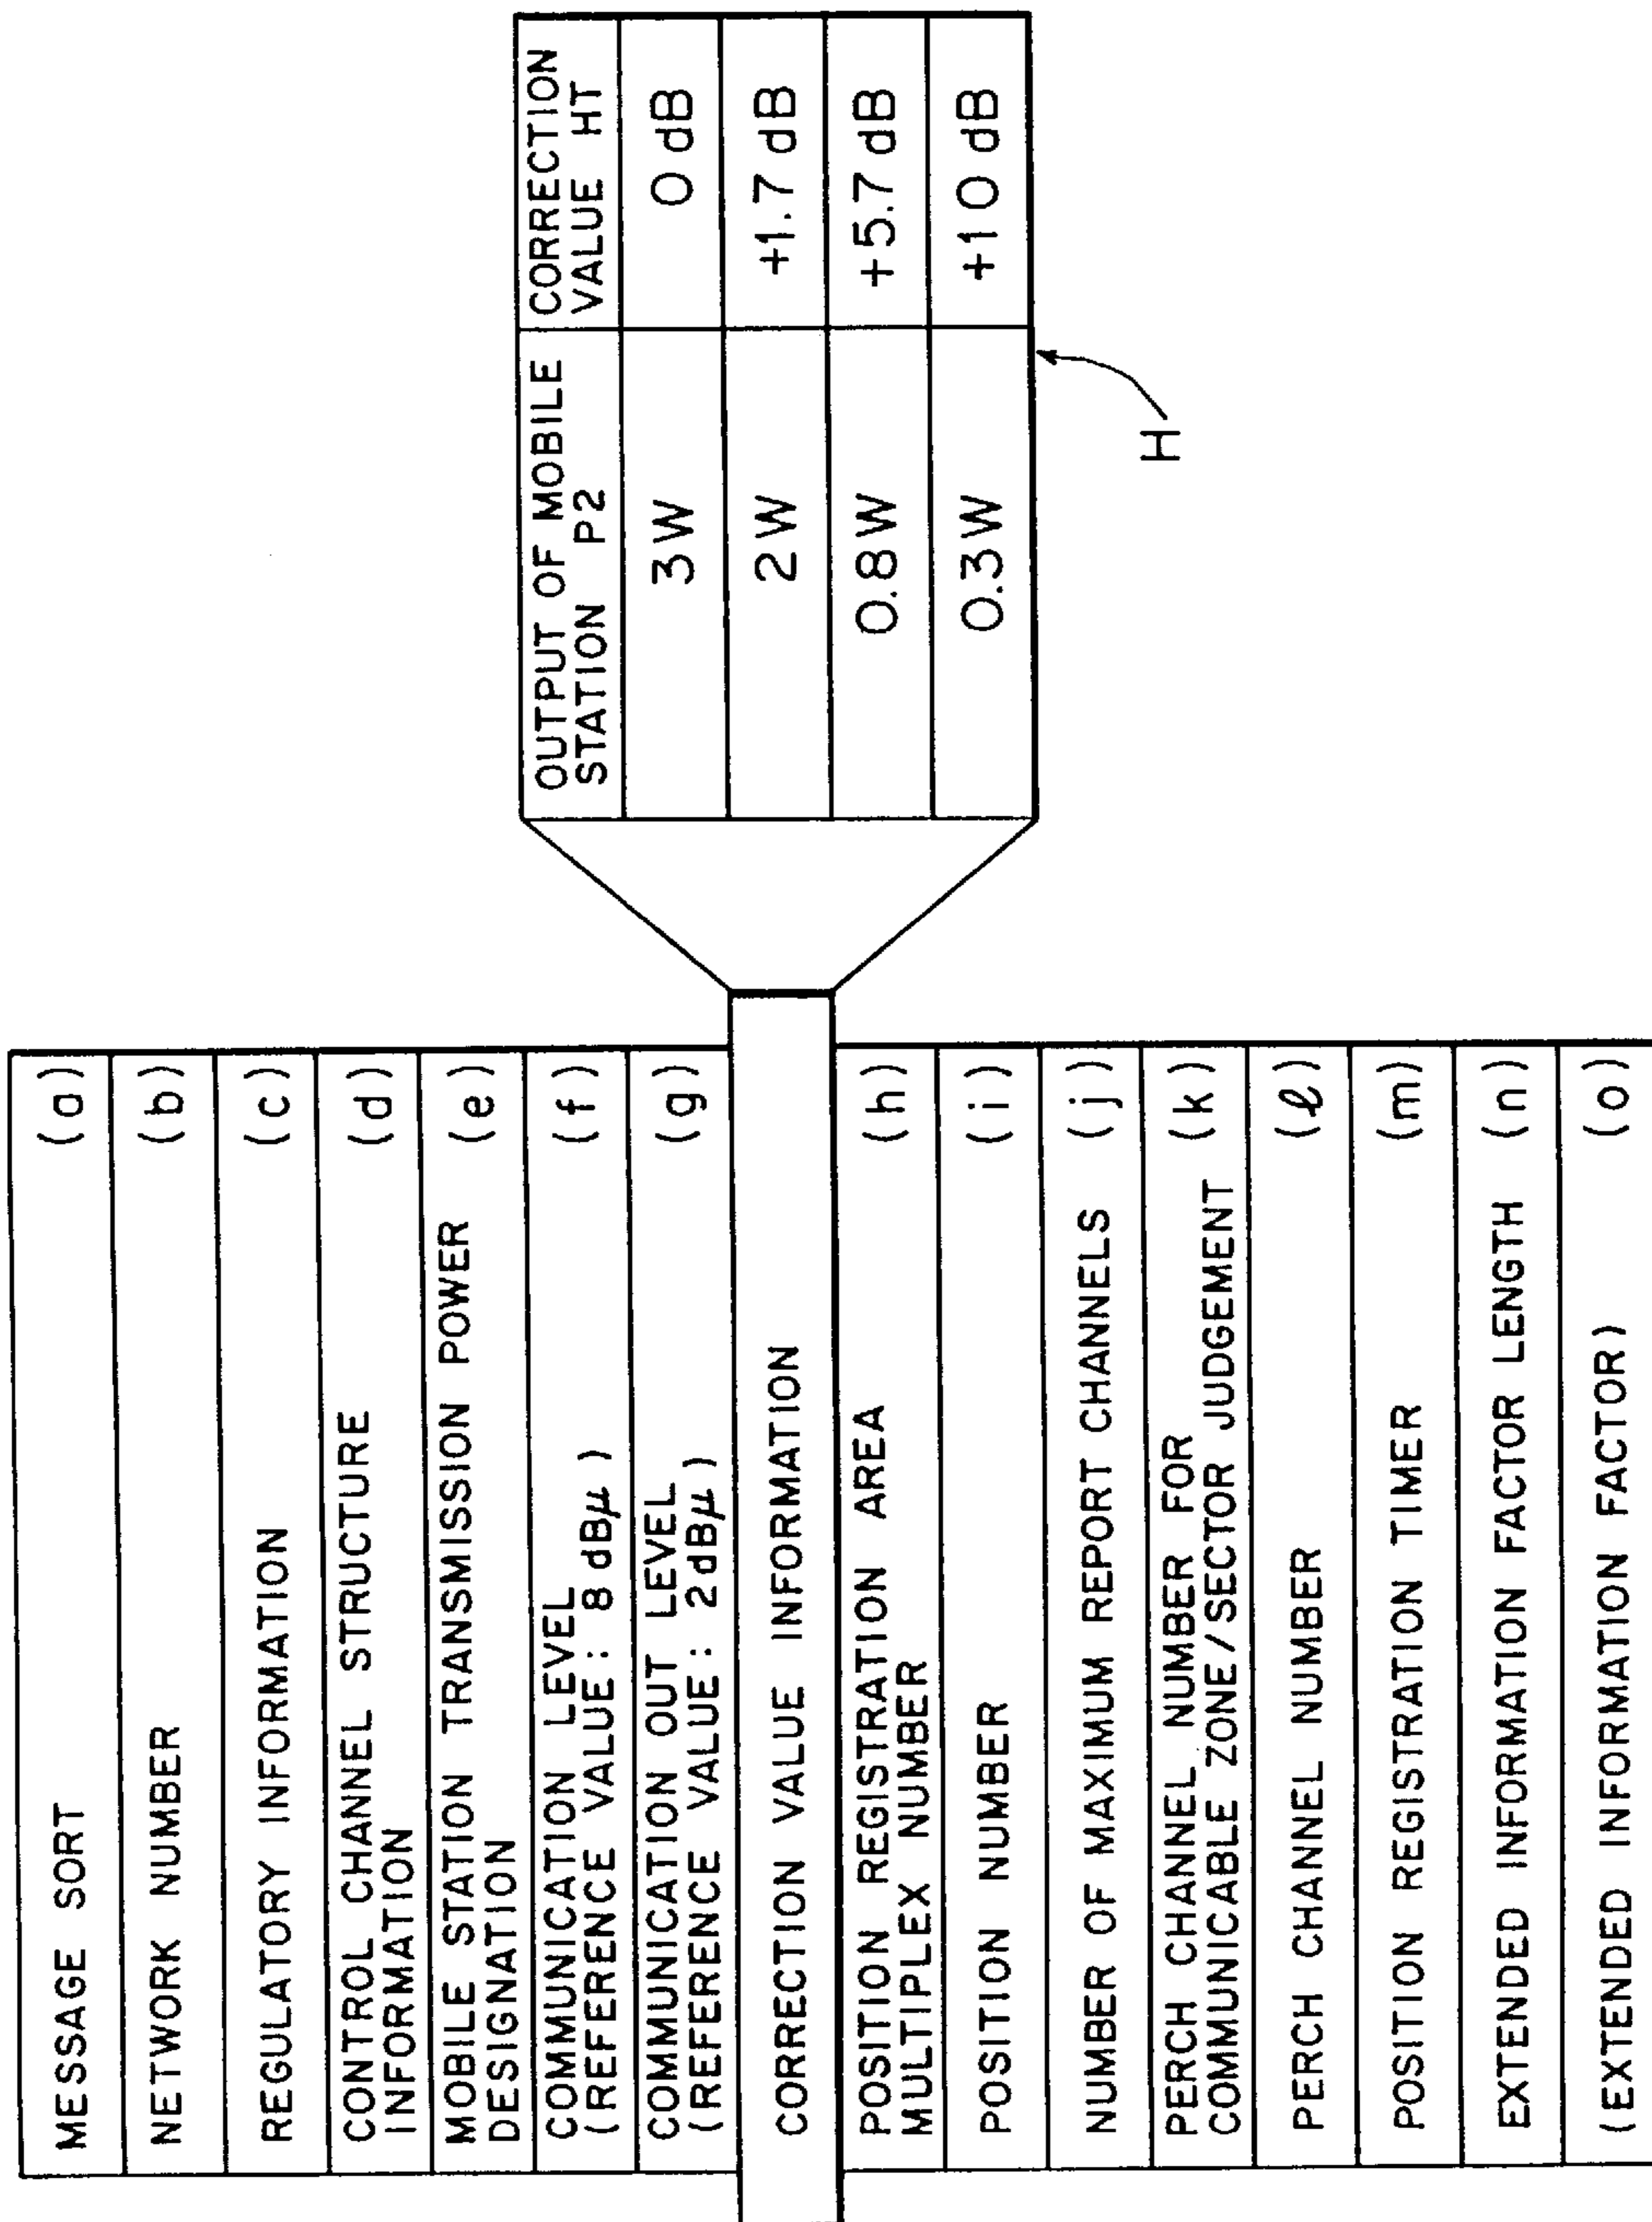 MESSAGE SORT (a)
NETWORK NUMBER (b)
REGULATORY INFORMATION (c)
CONTROL CHANNEL STRUCTURE
INFORMATION (d)
MOBILE STATION TRANSMISSION POWER
DESIGNATION (e)
COMMUNICATION LEVEL
(REFERENCE VALUE: 8 dBμ) (f)
COMMUNICATION OUT LEVEL
(REFERENCE VALUE: 2dBμ) (g)
CORRECTION VALUE INFORMATION
POSITION REGISTRATION AREA
MULTIPLEX NUMBER (h)
POSITION NUMBER (i)
NUMBER OF MAXIMUM REPORT CHANNELS (j)
PERCH CHANNEL NUMBER FOR
COMMUNICABLE ZONE/SECTOR JUDGEMENT (k)
PERCH CHANNEL NUMBER (ℓ)
POSITION REGISTRATION TIMER (m)
EXTENDED INFORMATION FACTOR LENGTH (n)
(EXTENDED INFORMATION FACTOR) (o)
OUTPUT OF MOBILE
STATION P2
CORRECTION
VALUE HT
3W 0 dB
2W +1.7 dB
0.8W +5.7 dB
0.3W +10 dB
H